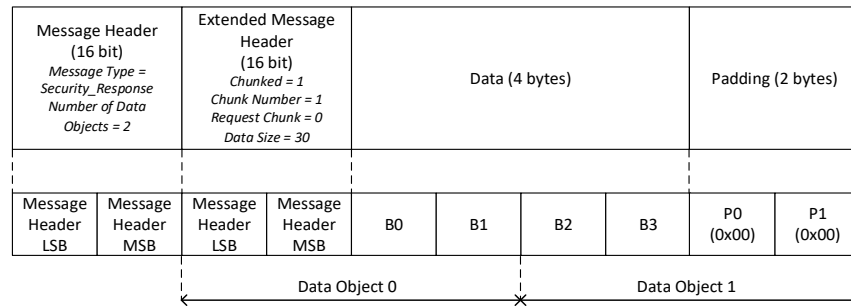 Message Header
(16 bit)
Message Type =
Security_Response
Number of Data
Objects = 2
Extended Message
Header
(16 bit)
Chunked = 1
Chunk Number = 1
Request Chunk = 0
Data Size = 30
Data (4 bytes)
Padding (2 bytes)
Message
Header
LSB
Message
Header
MSB
Message
Header
LSB
Message
Header
MSB
B0
B1
B2
B3
P0
(0x00)
P1
(0x00)
Data Object 0
Data Object 1